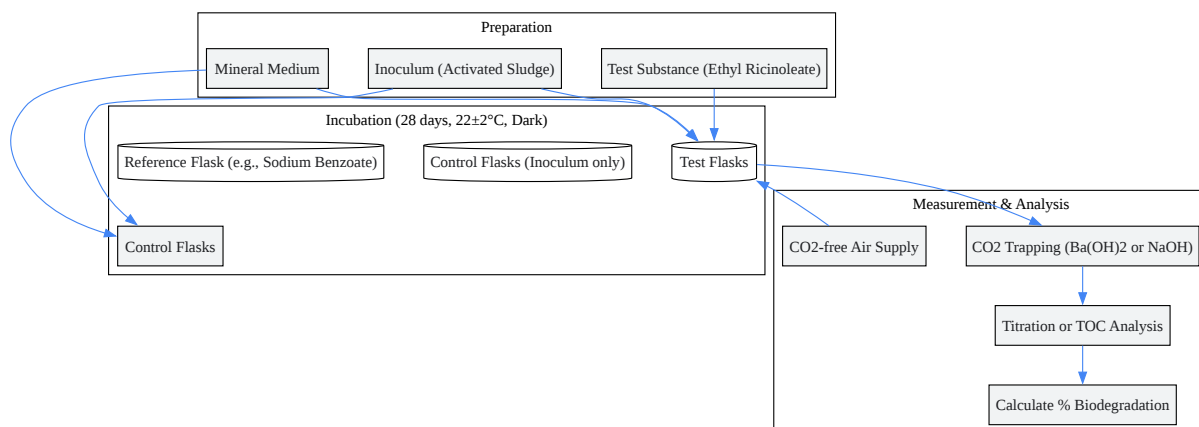 Preparation
Mineral Medium
Inoculum (Activated Sludge)
Test Substance (Ethyl Ricinoleate)
Incubation (28 days, 22±2°C, Dark)
Reference Flask (e.g., Sodium Benzoate)
Control Flasks (Inoculum only)
Test Flasks
Control Flasks
Measurement & Analysis
CO2-free Air Supply
CO2 Trapping (Ba(OH)2 or NaOH)
Titration or TOC Analysis
Calculate % Biodegradation